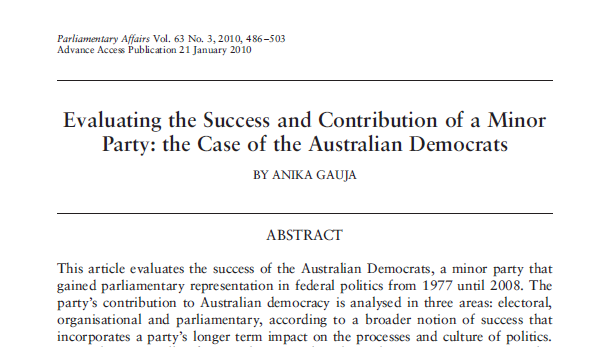 Parliamentary Affairs Vol. 63 No. 3, 2010, 486–503
Advance Access Publication 21 January 2010
Evaluating the Success and Contribution of a Minor
Party: the Case of the Australian Democrats
BY ANIKA GAUJA
ABSTRACT
This article evaluates the success of the Australian Democrats, a minor party that
gained parliamentary representation in federal politics from 1977 until 2008. The
party's contribution to Australian democracy is analysed in three areas: electoral,
organisational and parliamentary, according to a broader notion of success that
incorporates a party's longer term impact on the processes and culture of politics.